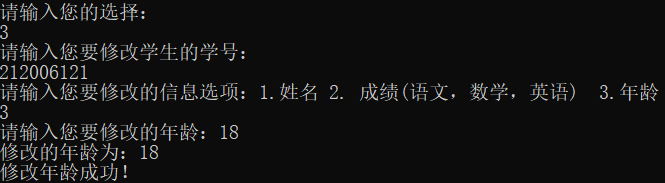 请输入您的选择：
3
请输入您要修改学生的学号：
212006121
请输入您要修改的信息选项：1.姓名 2. 成绩(语文，数学，英语)  3.年龄
3
请输入您要修改的年龄：18
修改的年龄为：18
修改年龄成功！